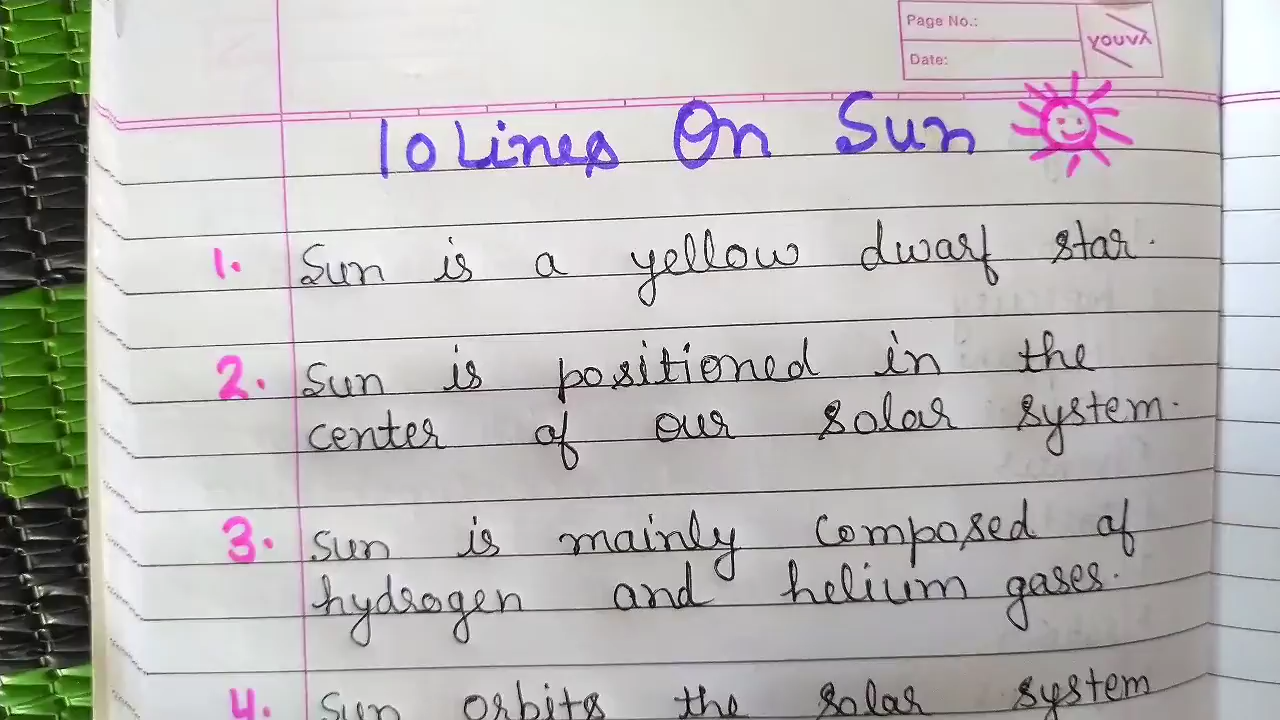 Page No.:
YOUVA
Date:
10 Lines On Sun
1. Sun is a yellow dwarf star.
2. Sun is positioned in the
center of our solar system.
3. Sun is mainly composed of
hydrogen and helium gases.
4. Sun orbits the solar system